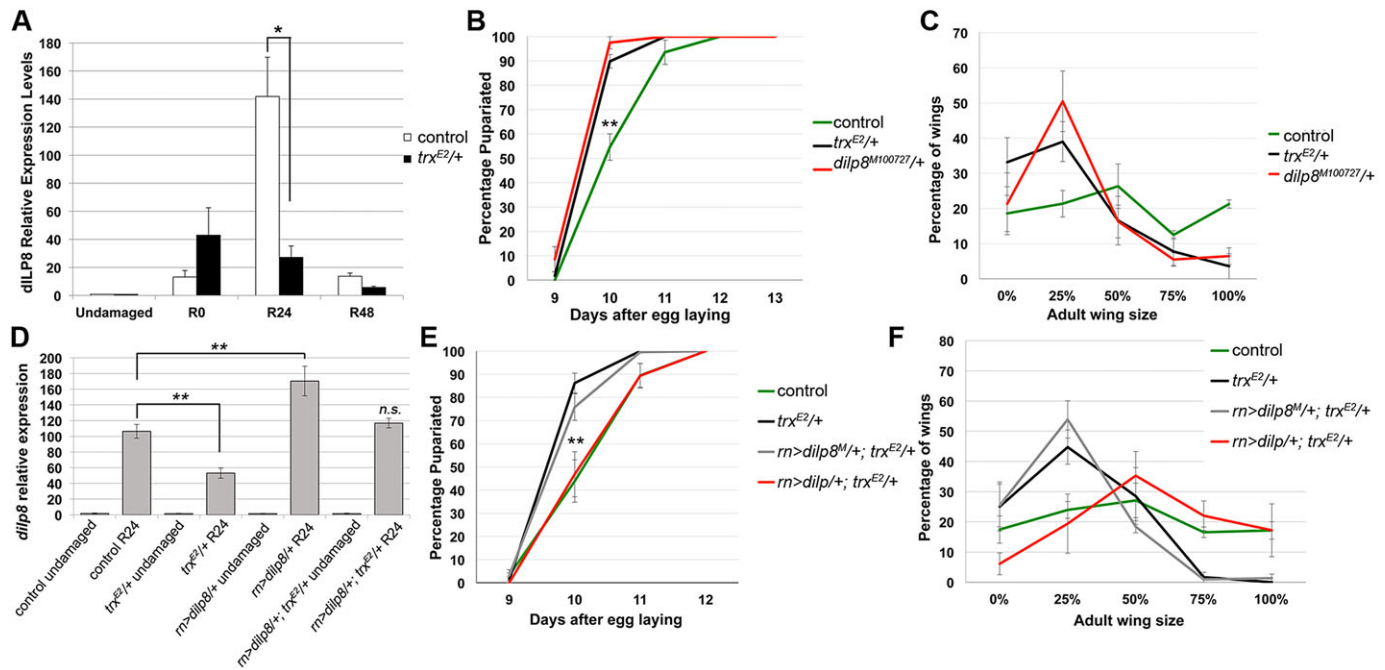 A
dILP8 Relative Expression Levels
180
160
140
120
100
80
60
40
20
0
*
Undamaged R0 R24 R48
control
trxE2/+
B
Percentage Pupariated
100
90
80
70
60
50
40
30
20
10
0
**
9 10 11 12 13
Days after egg laying
control
trxE2/+
dilp8M100727/+
C
Percentage of wings
70
60
50
40
30
20
10
0
0% 25% 50% 75% 100%
Adult wing size
control
trxE2/+
dilp8M100727/+
D
dilp8 relative expression
200
180
160
140
120
100
80
60
40
20
0
**
**
n.s.
control undamaged
control R24
trxE2/+ undamaged
trxE2/+ R24
rn>dilp8/+ undamaged
rn>dilp8/+ R24
rn>dilp8/+; trxE2/+ undamaged
rn>dilp8/+; trxE2/+ R24
E
Percentage Pupariated
100
90
80
70
60
50
40
30
20
10
0
**
9 10 11 12
Days after egg laying
control
trxE2/+
rn>dilp8M/+; trxE2/+
rn>dilp/+; trxE2/+
F
Percentage of wings
80
70
60
50
40
30
20
10
0
0% 25% 50% 75% 100%
Adult wing size
control
trxE2/+
rn>dilp8M/+; trxE2/+
rn>dilp/+; trxE2/+